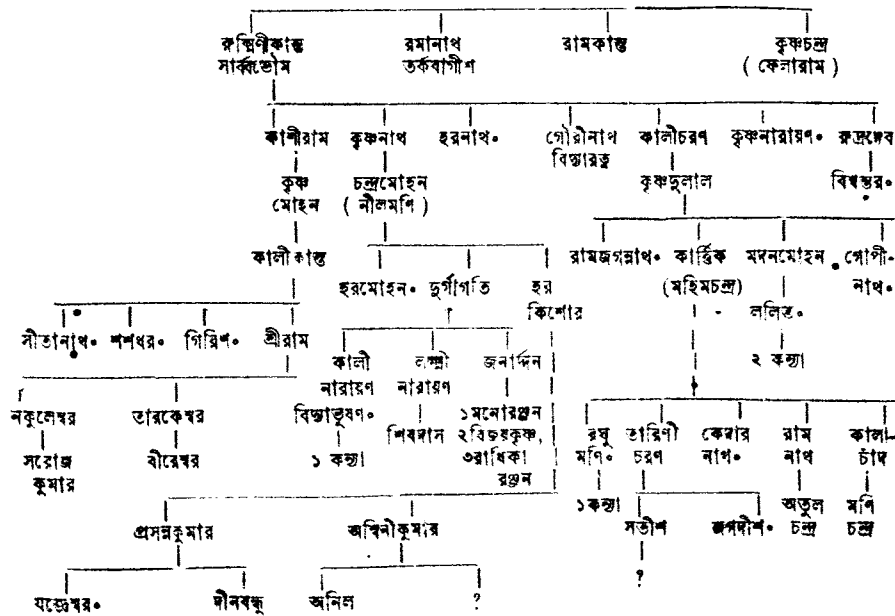 রুক্মিণীকান্ত রমানাথ রামকান্ত কৃষ্ণচন্দ্র
সার্ব্বভৌম তর্কবাগীশ ( ফেলারাম )
কাশীরাম কৃষ্ণনাথ হরনাথ॰ গৌরীনাথ কালীচরণ কৃষ্ণনারায়ণ॰ রুদ্রদেব
বিদ্যারত্ন
কৃষ্ণ চন্দ্রমোহন কৃষ্ণদুলাল বিশ্বম্ভর॰
মোহন ( নীলমণি )
কালীকান্ত রামজগন্নাথ॰ কার্ত্তিক মদনমোহন গোপী-
হরমোহন॰ দুর্গাগতি হর (মহিমচন্দ্র) নাথ॰
কিশোর ললিত॰
সীতানাথ॰ শশধর॰ গিরিশ॰ শ্রীরাম
কালী লক্ষ্মী জনার্দ্দন ২ কন্যা
নারায়ণ নারায়ণ
নকুলেশ্বর তারকেশ্বর বিদ্যাভূষণ॰ ১মনোরঞ্জন
শিবদাস ২বিজয়কৃষ্ণ, রঘু তারিণী কেদার রাম কালা-
সরোজ বীরেশ্বর ১ কন্যা ৩রাধিকা মণি॰ চরণ নাথ॰ নাথ চাঁদ
কুমার রঞ্জন
১কন্যা অতুল মণি
প্রসন্নকুমার অশ্বিনীকুমার সতীশ জগদীশ॰ চন্দ্র চন্দ্র
?
যজ্ঞেশ্বর॰ দীনবন্ধু অনিল ?